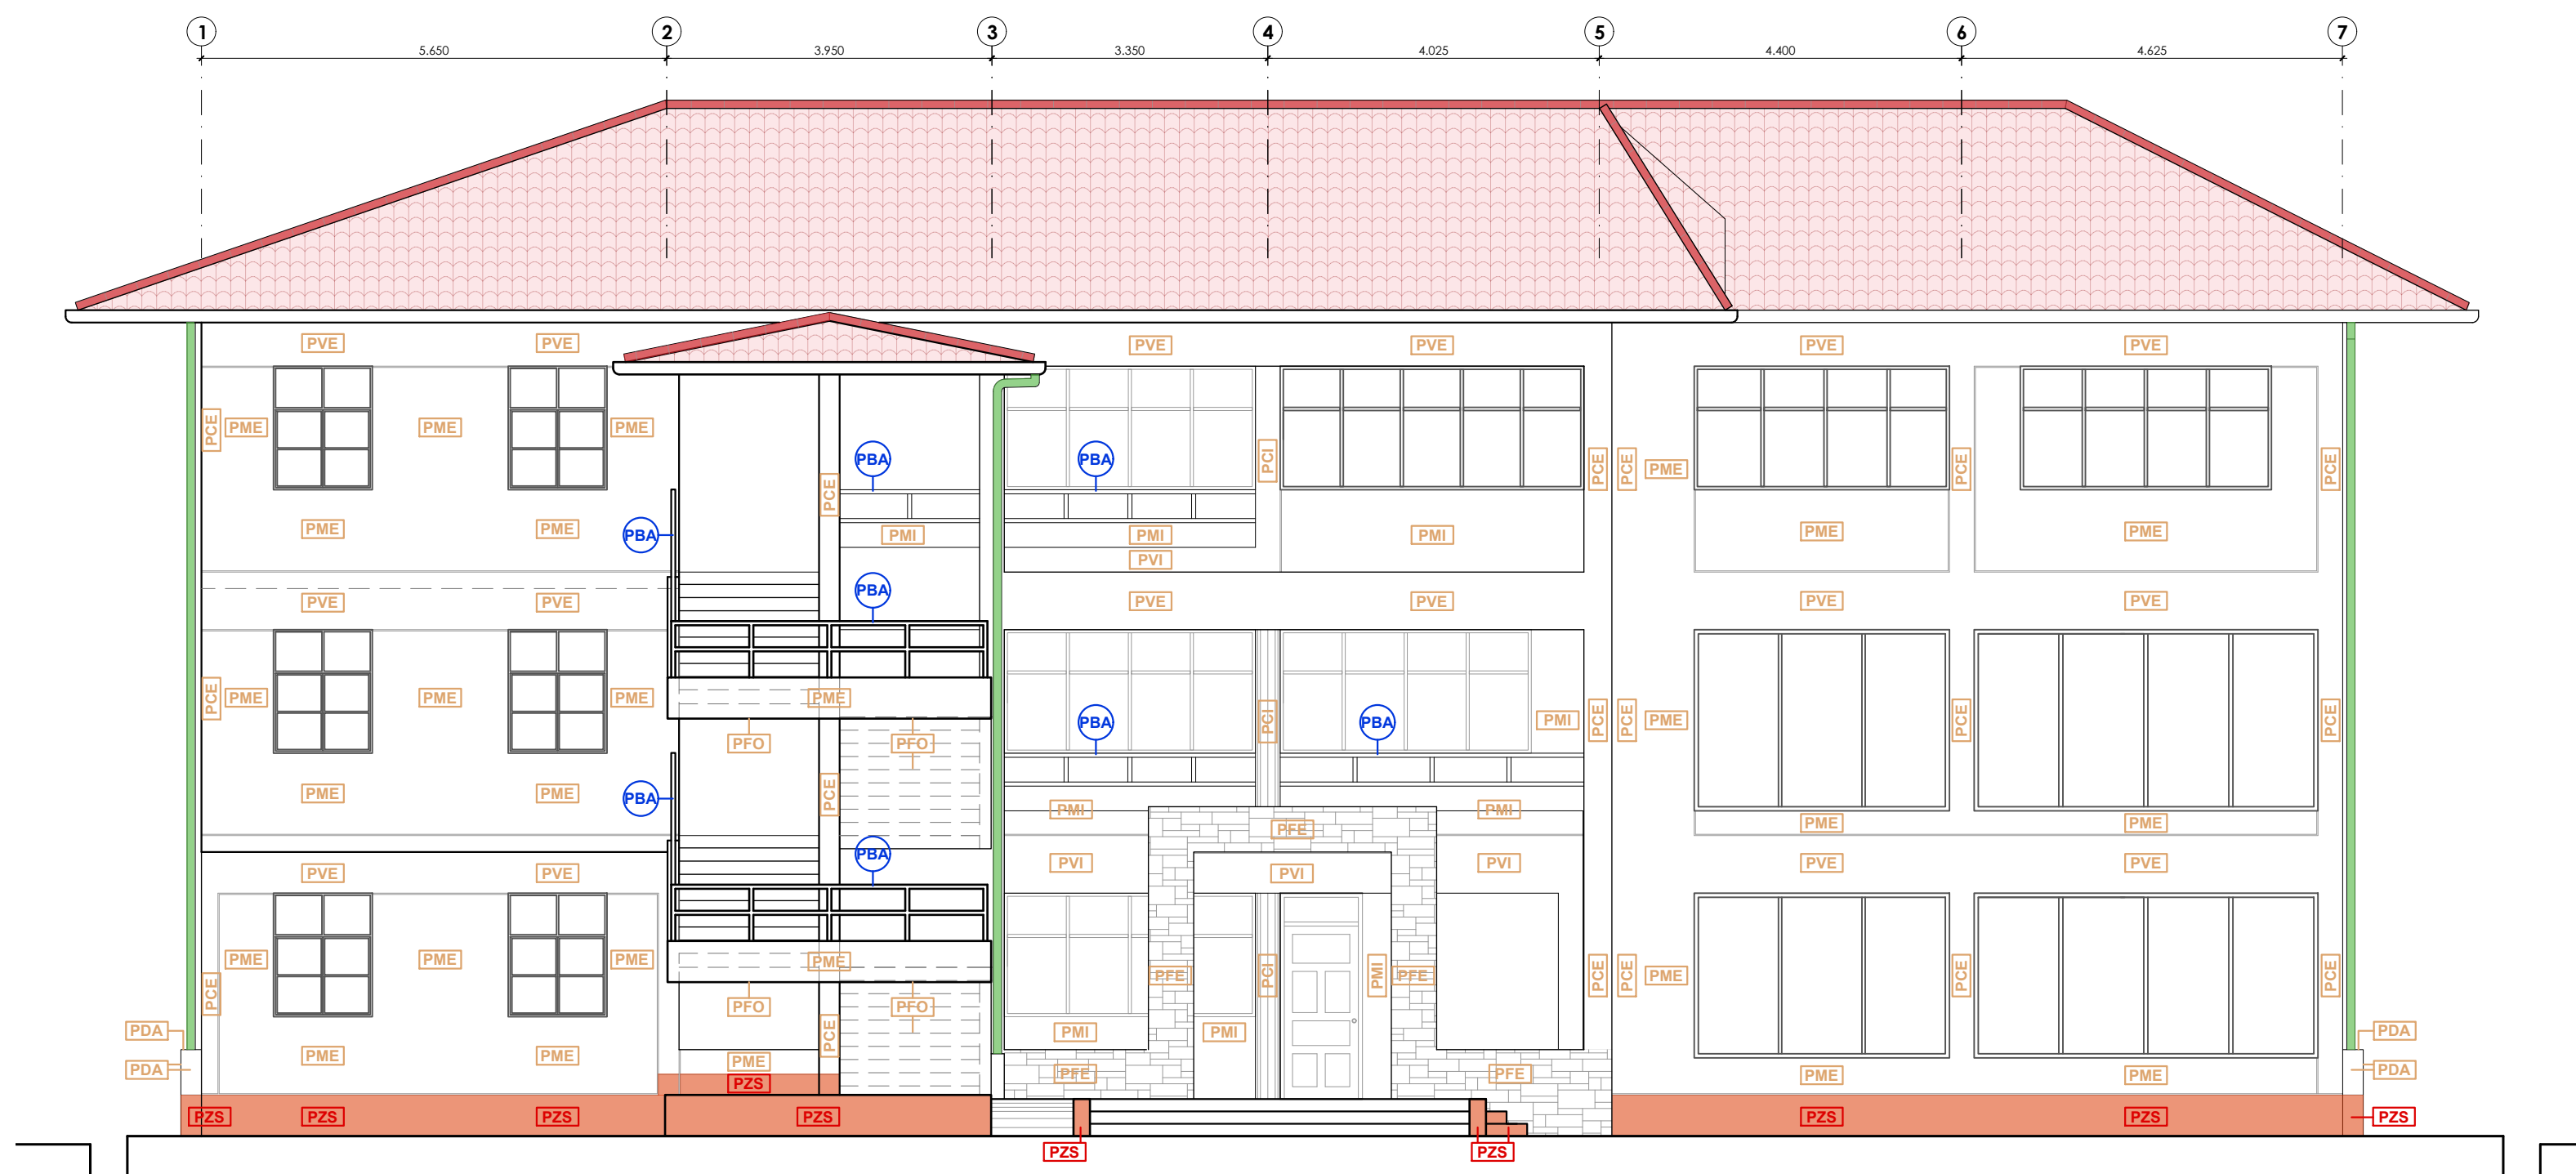 1 2 3 4 5 6 7
5.650 3.950 3.350 4.025 4.400 4.625
PVE PVE PVE PVE PVE PVE
PCE PME PME PME
PBA PBA PCI
PCE PCE PCE PME PCE PCE
PME PME PBA PMI PMI PMI PME PME
PVI
PBA
PVE PVE PVE PVE PVE PVE
PCE PME PME PME PME PCI PMI PCE PCE PME PCE PCE
PBA PBA
PFO PFO
PME PME PBA PCE
PMI PMI PME PME
PFE
PBA PVI PVI PVE PVE
PVE PVE PVI
PME PME PME PME
PCE PFE PCI PMI PFE PCE PCE PME PCE PCE
PFO PFO
PDA PCE PMI PMI PDA
PME PME PME
PDA PFE PFE PME PME PDA
PZS
PZS PZS PZS PZS PZS PZS PZS
PZS PZS